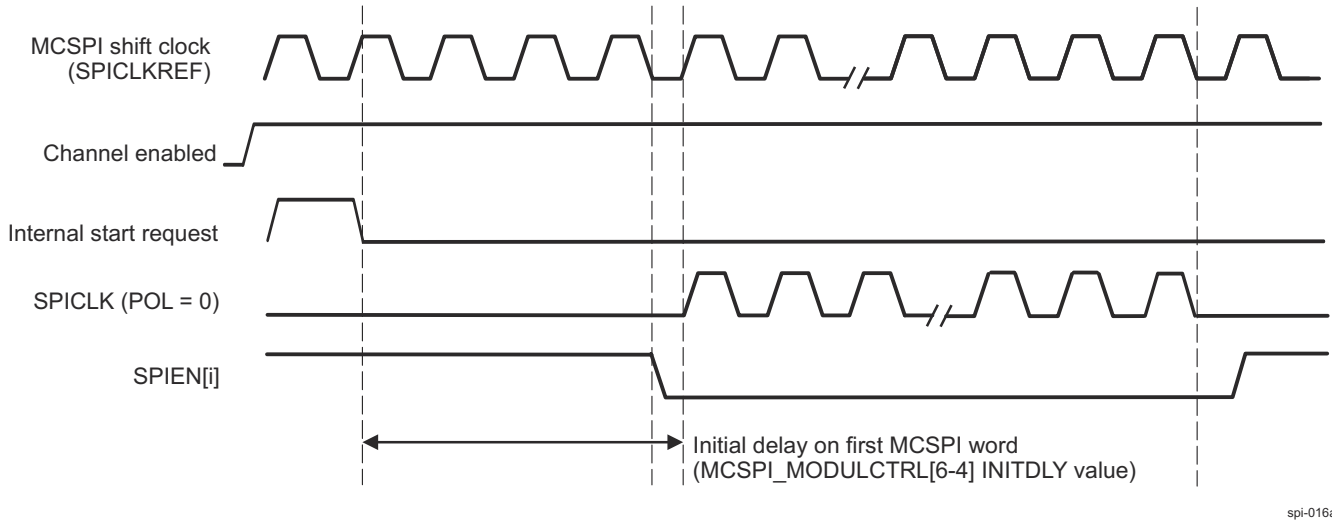 MCSPI shift clock
(SPICLKREF)
Channel enabled
Internal start request
SPICLK (POL = 0)
SPIEN[i]
Initial delay on first MCSPI word
(MCSPI_MODULCTRL[6-4] INITDLY value)
spi-016a